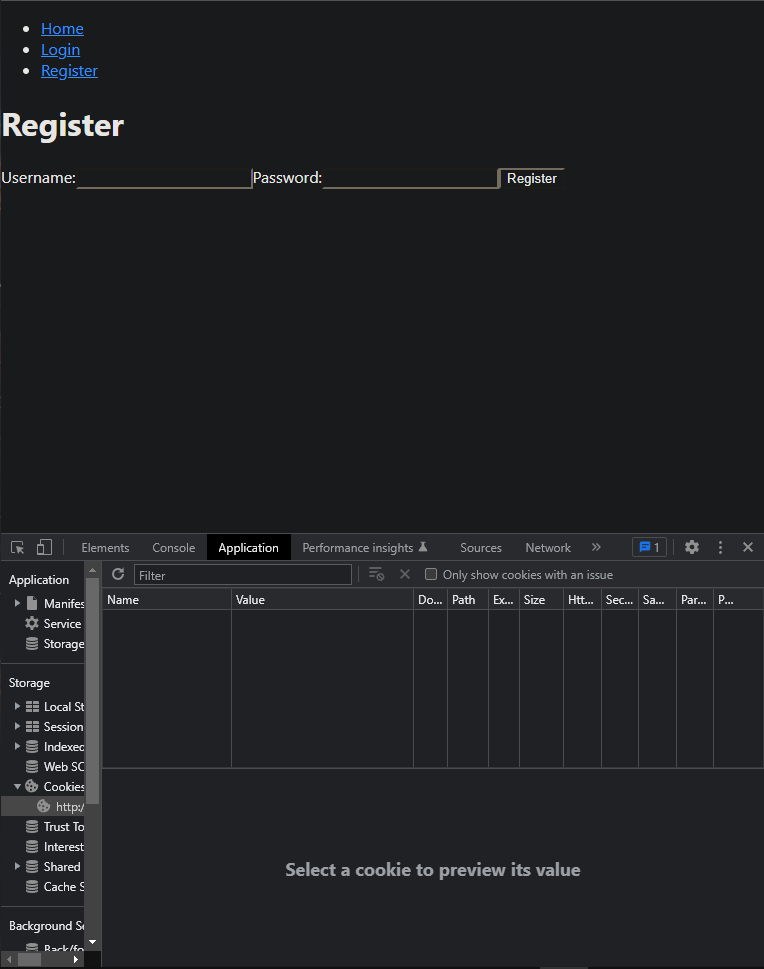 Home
Login
Register
Register
Username: Password: Register
Elements Console Application Performance insights Sources Network » 1
Application Filter Only show cookies with an issue
Manifes Name Value Do... Path Ex... Size Htt... Sec... Sa... Par... P...
Service
Storage
Storage
Local St
Session
Indexed
Web SC
Cookies
http:/
Trust To
Interest
Shared
Select a cookie to preview its value
Cache S
Background Se
Back/fo